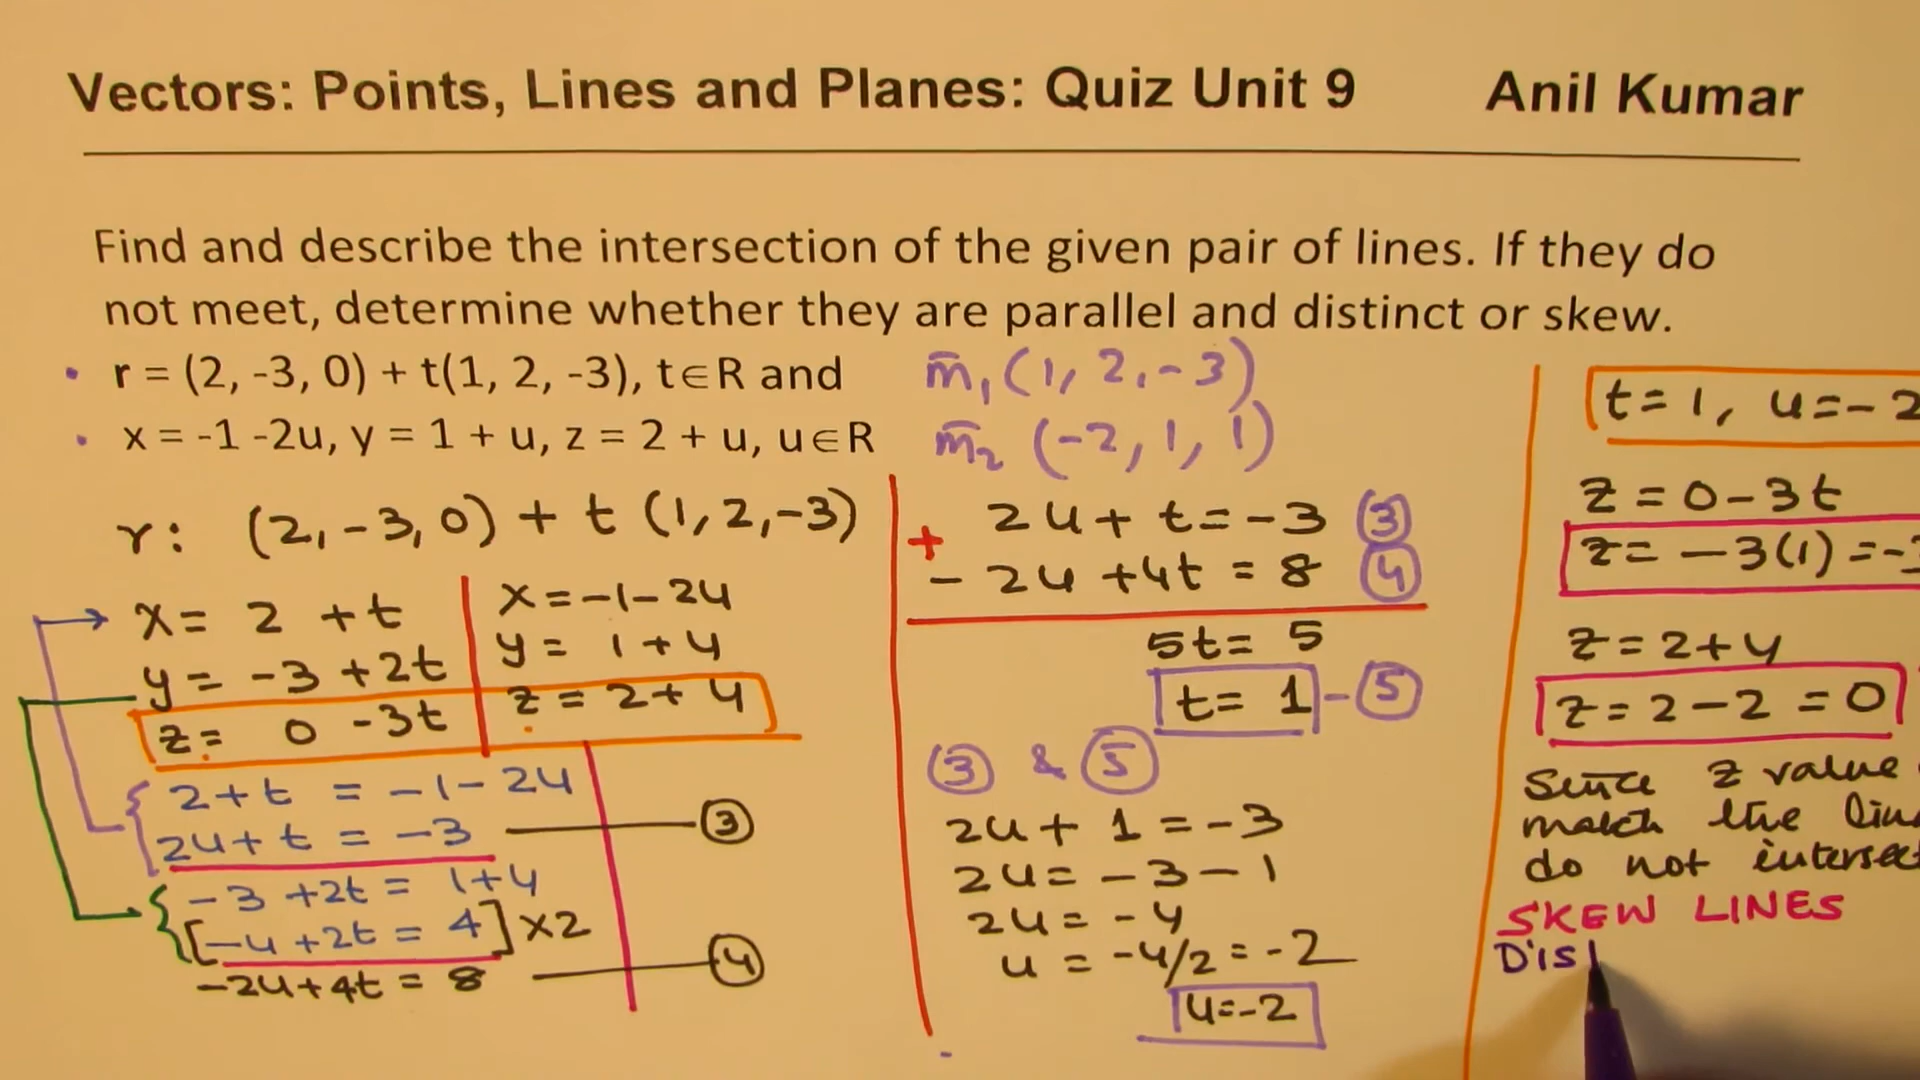 Vectors: Points, Lines and Planes: Quiz Unit 9 Anil Kumar
Find and describe the intersection of the given pair of lines. If they do
not meet, determine whether they are parallel and distinct or skew.
• r = (2, -3, 0) + t(1, 2, -3), t∈R and
• x = -1 -2u, y = 1 + u, z = 2 + u, u∈R
m̄₁ (1, 2, -3)
m̄₂ (-2, 1, 1)
r: (2, -3, 0) + t (1, 2, -3)
x = 2 + t
y = -3 + 2t
z = 0 - 3t
x = -1 - 2u
y = 1 + u
z = 2 + u
2 + t = -1 - 2u
2u + t = -3 ③
-3 + 2t = 1 + u
[-u + 2t = 4] x2
-2u + 4t = 8 ④
2u + t = -3 ③
+ -2u + 4t = 8 ④
5t = 5
t = 1 - ⑤
③ & ⑤
2u + 1 = -3
2u = -3 - 1
2u = -4
u = -4/2 = -2
u = -2
t = 1, u = -2
z = 0 - 3t
z = -3(1) = -3
z = 2 + u
z = 2 - 2 = 0
Since z value
match the
do not intersect
SKEW LINES
DIS